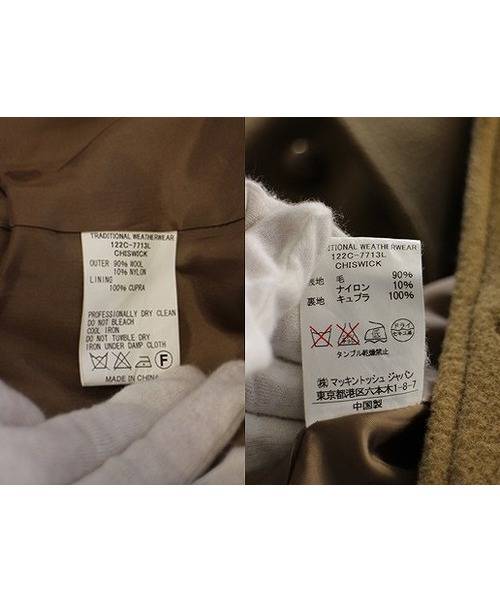 TRADITIONAL WEATHERWEAR
122C-7713L
CHISWICK
OUTER 90% WOOL
10% NYLON
LINING
100% CUPRA
PROFESSIONALLY DRY CLEAN
DO NOT BLEACH
COOL IRON
DO NOT TUMBLE DRY
IRON UNDER DAMP CLOTH
F
MADE IN CHINA
ITIONAL WEATHERWEAR
122C-7713L
CHISWICK
表地 毛 90%
ナイロン 10%
裏地 キュプラ 100%
ドライ
タンブル乾燥禁止
(株)マッキントッシュ ジャパン
東京都港区六本木1-8-7
中国製